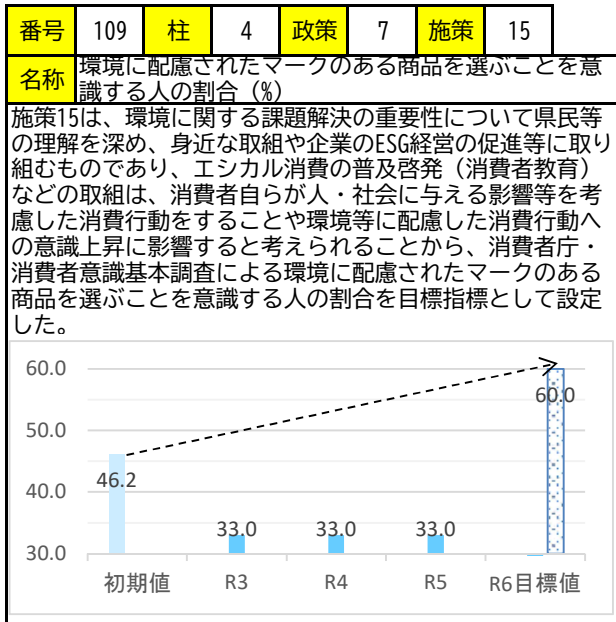 番号 109 柱 4 政策 7 施策 15
名称 環境に配慮されたマークのある商品を選ぶことを意
識する人の割合（%）
施策15は、環境に関する課題解決の重要性について県民等
の理解を深め、身近な取組や企業のESG経営の促進等に取り
組むものであり、エシカル消費の普及啓発（消費者教育）
などの取組は、消費者自らが人・社会に与える影響等を考
慮した消費行動をすることや環境等に配慮した消費行動へ
の意識上昇に影響すると考えられることから、消費者庁・
消費者意識基本調査による環境に配慮されたマークのある
商品を選ぶことを意識する人の割合を目標指標として設定
した。
60.0
60.0
50.0
46.2
40.0
33.0 33.0 33.0
30.0
初期値 R3 R4 R5 R6目標値